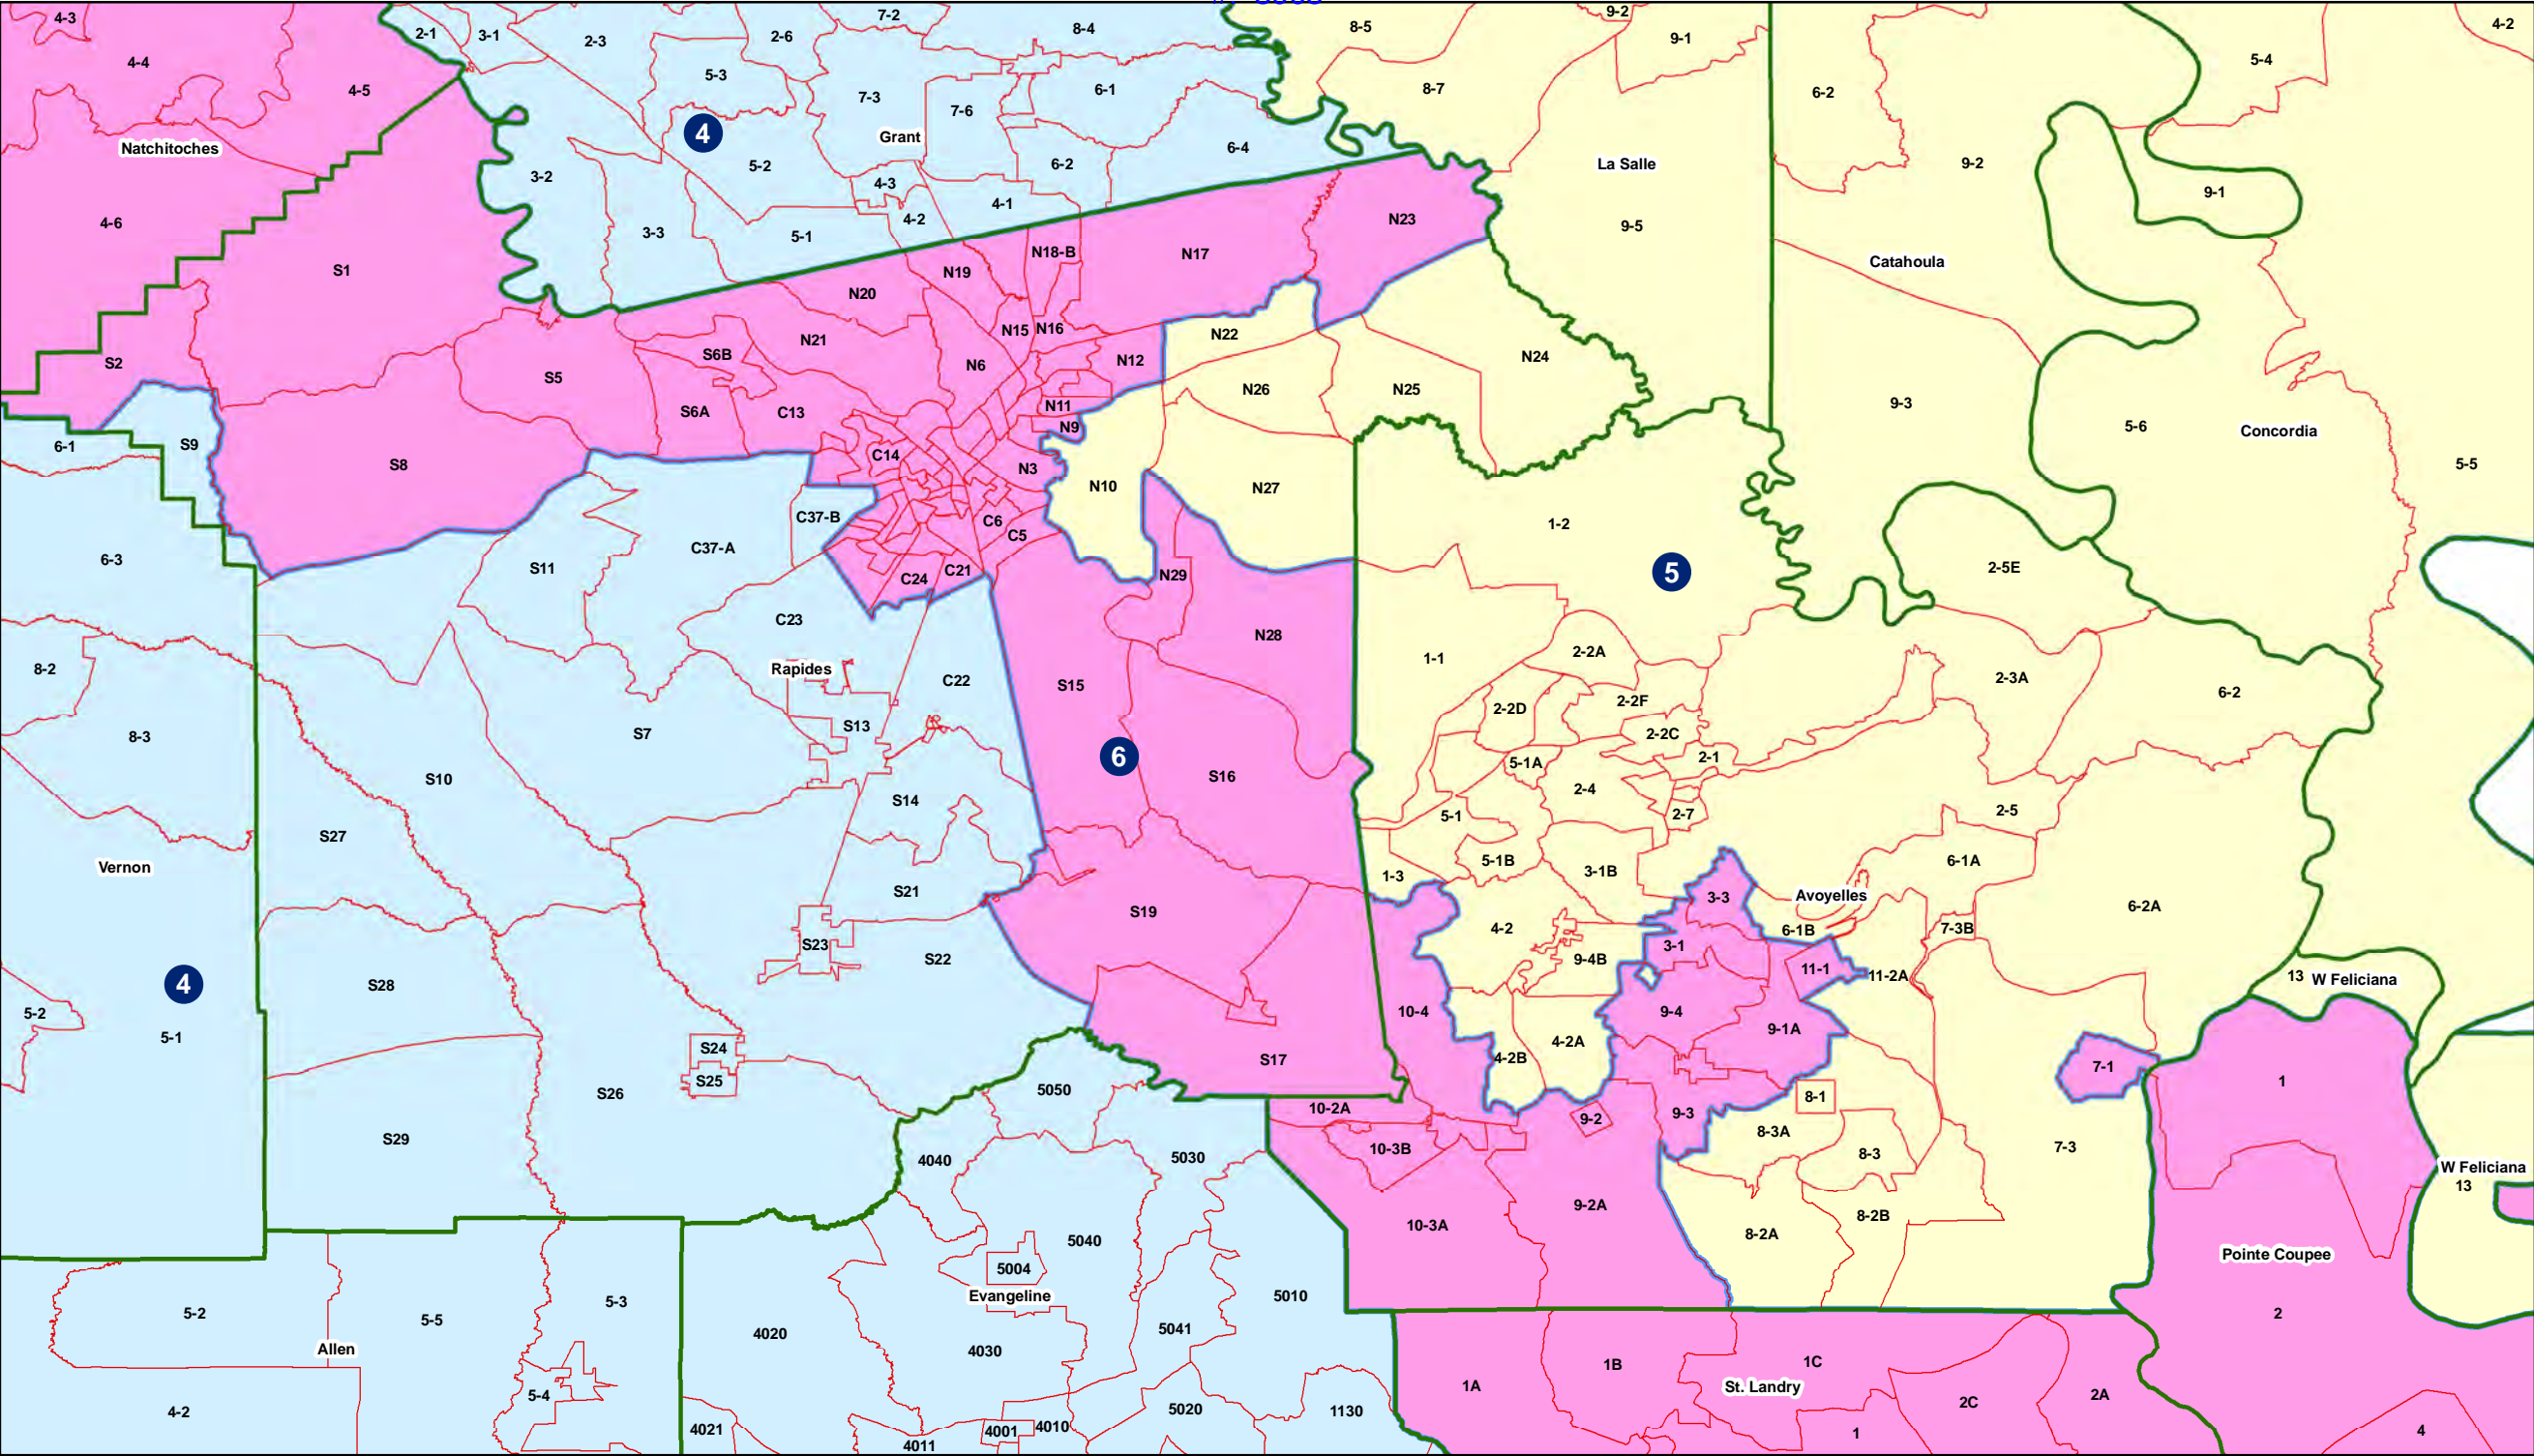 4-3
2-1
3-1
2-3
2-6
7-2
8-4
8-5
9-2
9-1
5-4
4-2
4-4
4-5
5-3
7-3
7-6
6-1
8-7
6-2
4
Grant
Natchitoches
3-2
5-2
4-3
6-2
6-4
La Salle
9-2
9-1
4-6
3-3
5-1
4-2
4-1
N23
9-5
S1
N20
N19
N18-B
N17
Catahoula
S2
S5
S6B
N21
N15
N16
N6
N12
N22
N24
S6A
C13
N11
N9
N26
N25
9-3
5-6
Concordia
6-1
S9
S8
C14
N3
N10
N27
5-5
6-3
S11
C37-A
C37-B
C6
C5
C24
C21
N29
1-2
5
2-5E
C23
Rapides
N28
8-2
8-3
S10
S7
S13
C22
S15
6
S16
1-1
2-2A
2-2D
2-2F
2-2C
2-3A
6-2
5-1A
2-1
2-4
2-7
2-5
5-1
S27
Vernon
S14
S21
S19
5-1B
1-3
3-1B
3-3
Avoyelles
6-1A
6-2A
4-2
3-1
6-1B
7-3B
S23
S22
9-4B
11-1
11-2A
13
W Feliciana
4
S28
5-2
5-1
10-4
9-4
9-1A
4-2B
4-2A
S24
S25
S26
S17
5050
7-1
1
S29
4040
5030
10-2A
10-3B
9-2
9-3
8-1
8-3A
8-3
7-3
W Feliciana
13
10-3A
9-2A
8-2A
8-2B
Pointe Coupee
5-2
5-5
5-3
Allen
5004
5040
Evangeline
5010
4020
4030
5041
2
1A
1B
1C
St. Landry
2C
2A
5-4
4-2
4021
4011
4001
4010
5020
1130
1
4